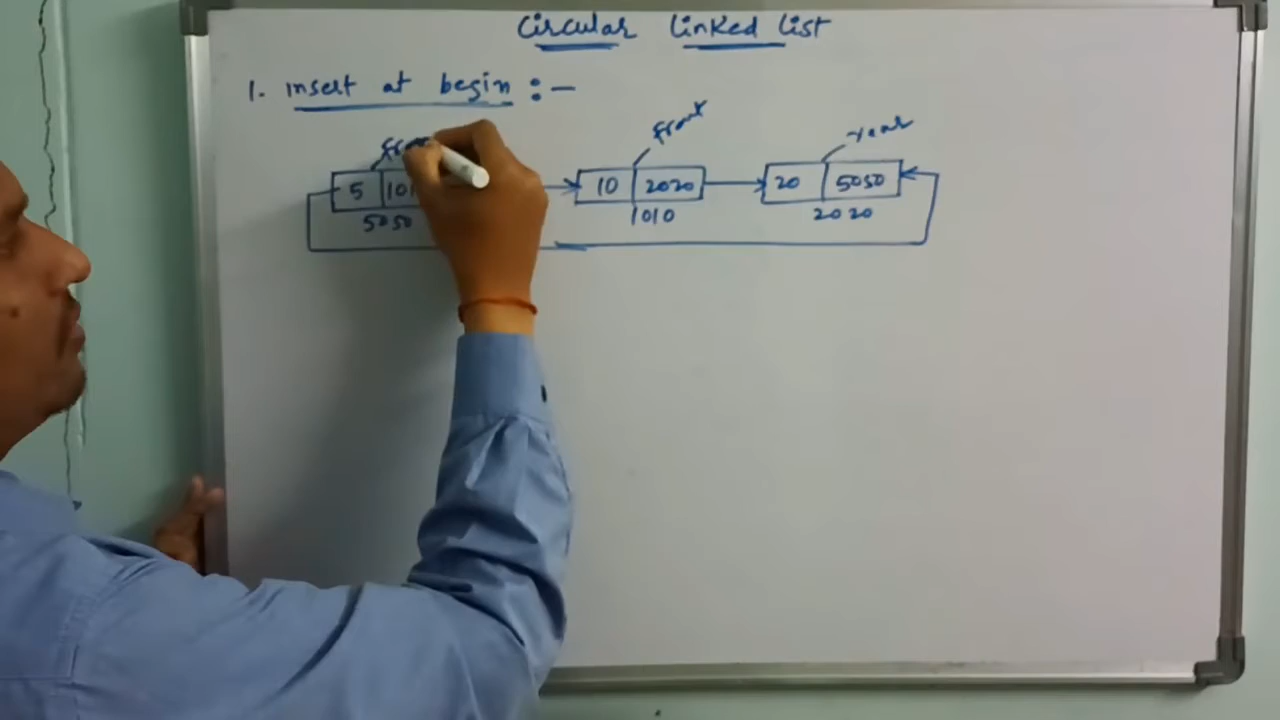 Circular Linked List
1. Insert at begin :-
front rear
5 10 2020 20 5050
5050 1010 2020